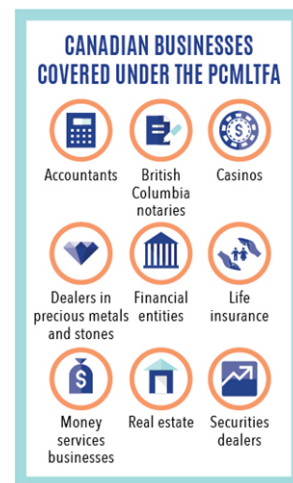 CANADIAN BUSINESSES
COVERED UNDER THE PCMLTFA
Accountants
British
Columbia
notaries
Casinos
Dealers in
precious metals
and stones
Financial
entities
Life
insurance
$
Money
services
businesses
Real estate
Securities
dealers